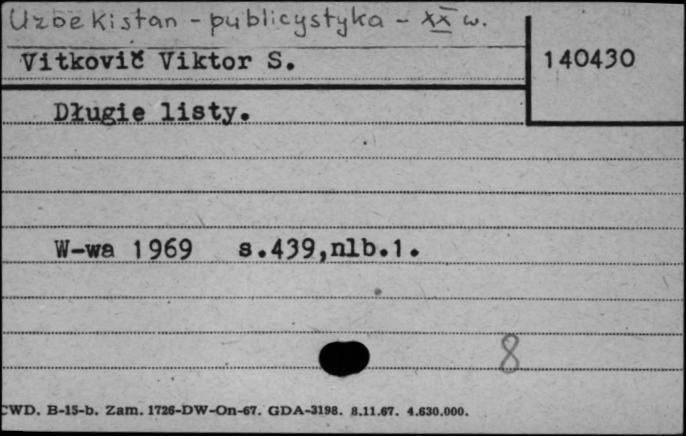 Uzbekistan - publicystyka - XX w.
Vitkovič Viktor S.
140430
Długie listy.
W-wa 1969 s.439,nlb.1.
8
CWD. B-15-b. Zam. 1726-DW-On-67. GDA-3198. 8.11.67. 4.630.000.